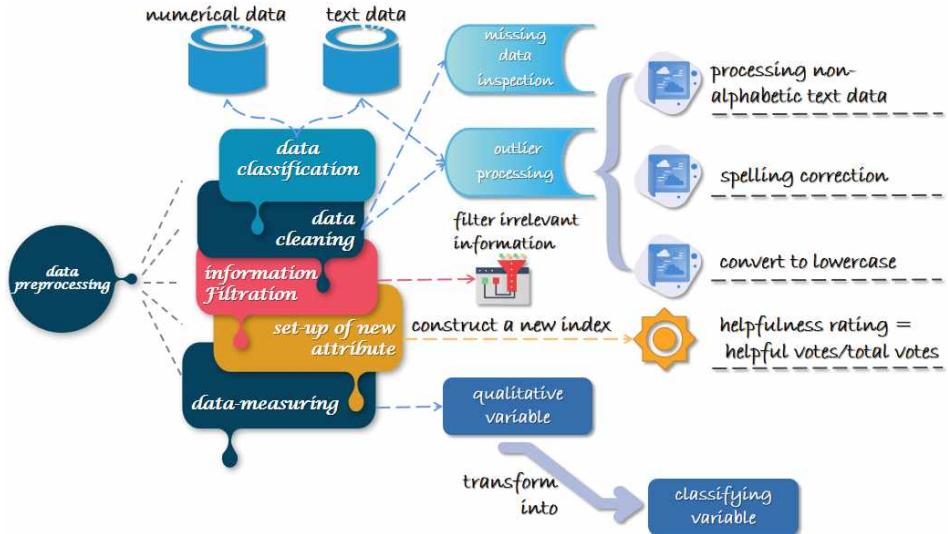 numerical data
text data
missing
data
inspection
processing non-
alphabetic text data
data
classification
outlier
processing
spelling correction
data
cleaning
filter irrelevant
information
data
preprocessing
information
Filtration
convert to lowercase
set-up of new
attribute
construct a new index
helpfulness rating =
helpful votes/total votes
data-measuring
qualitative
variable
transform
into
classifying
variable